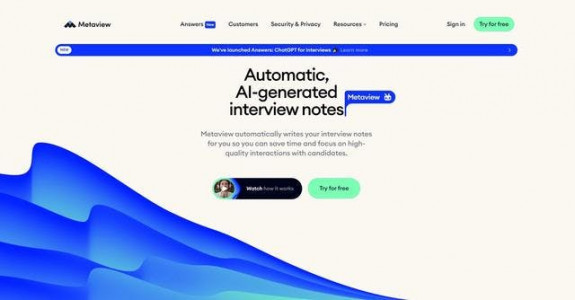 Metaview
Answers New Customers Security & Privacy Resources Pricing Sign in Try for free
NEW We've launched Answers: ChatGPT for Interviews Learn more
Automatic,
AI-generated
interview notes
Metaview
Metaview automatically writes your interview notes
for you so you can save time and focus on high-
quality interactions with candidates.
Watch how it works
Try for free